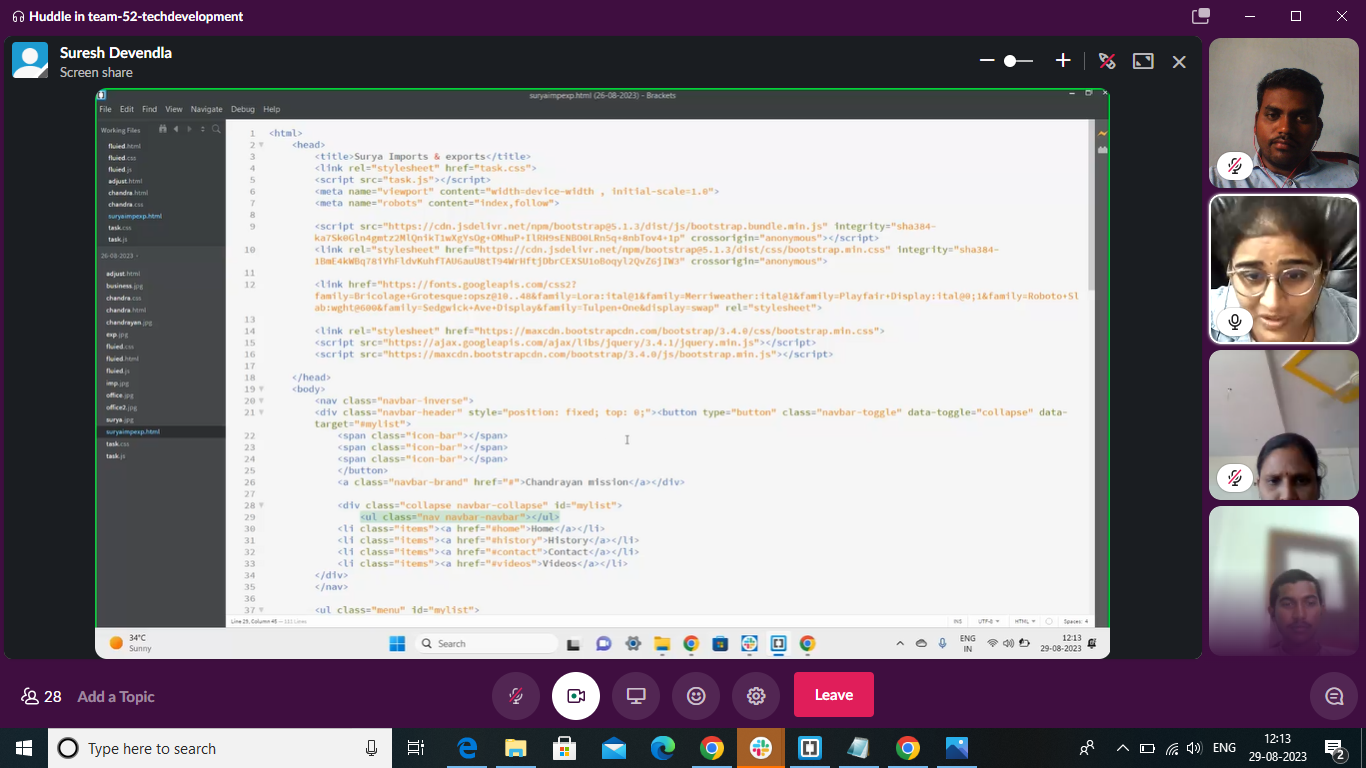 Huddle in team-52-techdevelopment
Suresh Devendla
Screen share
suryaimpexp.html (26-08-2023) - Brackets
File Edit Find View Navigate Debug Help
Working Files
fluied.html
fluied.css
fluied.js
adjust.html
chandra.html
chandra.css
suryaimpexp.html
task.css
task.js
26-08-2023
adjust.html
business.jpg
chandra.css
chandra.html
chandrayan.jpg
exp.jpg
fluied.css
fluied.html
fluied.js
imp.jpg
office.jpg
office2.jpg
surya.jpg
suryaimpexp.html
task.css
task.js
1 <html>
2 <head>
3 <title>Surya Imports & exports</title>
4 <link rel="stylesheet" href="task.css">
5 <script src="task.js"></script>
6 <meta name="viewport" content="width=device-width , initial-scale=1.0">
7 <meta name="robots" content="index,follow">
8
9 <script src="https://cdn.jsdelivr.net/npm/bootstrap@5.1.3/dist/js/bootstrap.bundle.min.js" integrity="sha384-
crossorigin="anonymous"></script>
10 <link rel="stylesheet" href="https://cdn.jsdelivr.net/npm/bootstrap@5.1.3/dist/css/bootstrap.min.css" integrity="sha384-
crossorigin="anonymous">
11
12 <link href="https://fonts.googleapis.com/css2?
family=Bricolage+Grotesque:opsz@10..48&family=Lora:ital@1&family=Merriweather:ital@1&family=Playfair+Display:ital@0;1&family=Roboto+Sl
ab:wght@600&family=Sedgwick+Ave+Display&family=Tulpen+One&display=swap" rel="stylesheet">
13
14 <link rel="stylesheet" href="https://maxcdn.bootstrapcdn.com/bootstrap/3.4.0/css/bootstrap.min.css">
15 <script src="https://ajax.googleapis.com/ajax/libs/jquery/3.4.1/jquery.min.js"></script>
16 <script src="https://maxcdn.bootstrapcdn.com/bootstrap/3.4.0/js/bootstrap.min.js"></script>
17
18 </head>
19 <body>
20 <nav class="navbar-inverse">
21 <div class="navbar-header" style="position: fixed; top: 0;"><button type="button" class="navbar-toggle" data-toggle="collapse" data-
target="#mylist">
22 <span class="icon-bar"></span>
23 <span class="icon-bar"></span>
24 <span class="icon-bar"></span>
25 </button>
26 <a class="navbar-brand" href="#">Chandrayan mission</a></div>
27
28 <div class="collapse navbar-collapse" id="mylist">
29 <ul class="nav navbar-navbar"></ul>
30 <li class="items"><a href="#home">Home</a></li>
31 <li class="items"><a href="#history">History</a></li>
32 <li class="items"><a href="#contact">Contact</a></li>
33 <li class="items"><a href="#videos">Videos</a></li>
34 </div>
35 </nav>
36
37 <ul class="menu" id="mylist">
Line 29, Column 45 — 111 Lines
INS UTF-8 HTML Spaces: 4
34°C
Sunny
Search
ENG
IN
12:13
29-08-2023
28 Add a Topic
Leave
Type here to search
ENG
12:13
29-08-2023
2